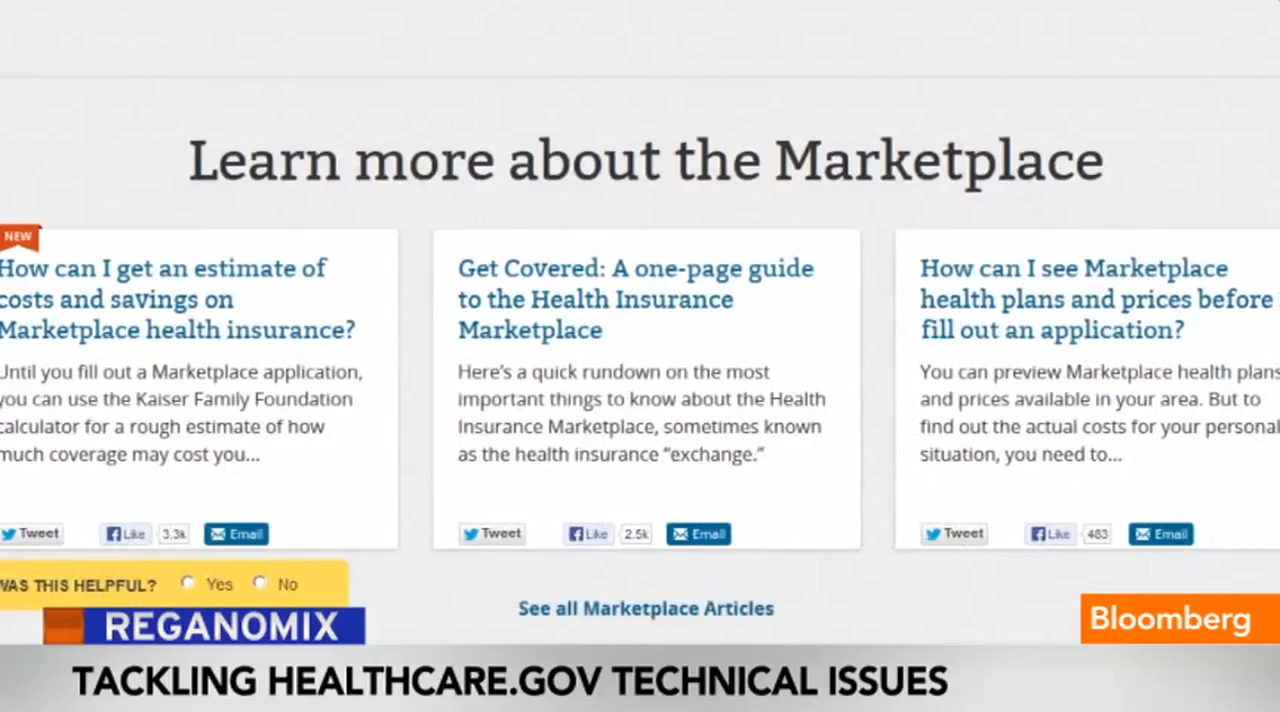 Learn more about the Marketplace
NEW
How can I get an estimate of
costs and savings on
Marketplace health insurance?
Until you fill out a Marketplace application,
you can use the Kaiser Family Foundation
calculator for a rough estimate of how
much coverage may cost you...
Tweet Like 3.3k Email
Get Covered: A one-page guide
to the Health Insurance
Marketplace
Here's a quick rundown on the most
important things to know about the Health
Insurance Marketplace, sometimes known
as the health insurance “exchange.”
Tweet Like 2.5k Email
How can I see Marketplace
health plans and prices before
fill out an application?
You can preview Marketplace health plans
and prices available in your area. But to
find out the actual costs for your personal
situation, you need to...
Tweet Like 483 Email
WAS THIS HELPFUL? Yes No
See all Marketplace Articles
REGANOMIX
Bloomberg
TACKLING HEALTHCARE.GOV TECHNICAL ISSUES